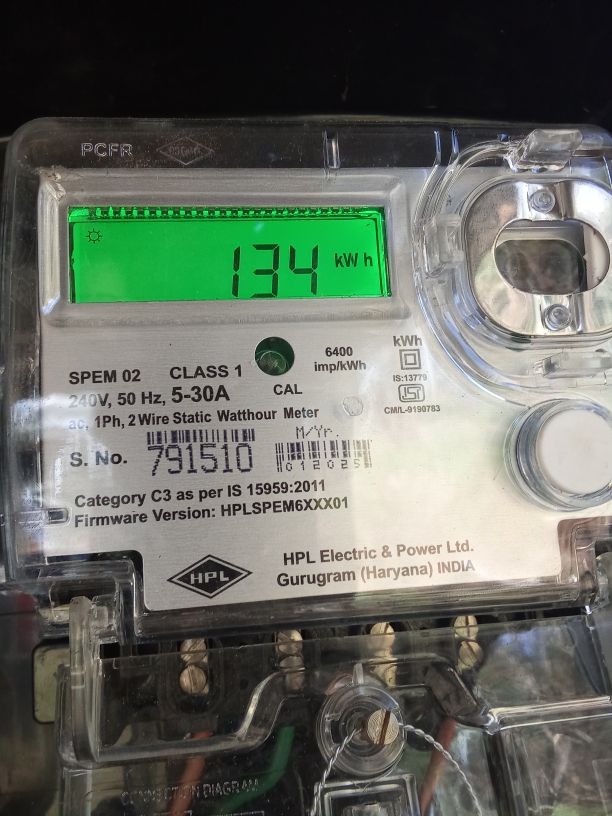 PCFR
134 kWh
SPEM 02 CLASS 1
6400
imp/kWh
kWh
CAL
IS:13779
240V, 50 Hz, 5-30A
CM/L-9190783
ac, 1Ph, 2 Wire Static Watthour Meter
M/Yr.
S. No. 791510
012025
Category C3 as per IS 15959:2011
Firmware Version: HPLSPEM6XXX01
HPL
HPL Electric & Power Ltd.
Gurugram (Haryana) INDIA
CONNECTION DIAGRAM